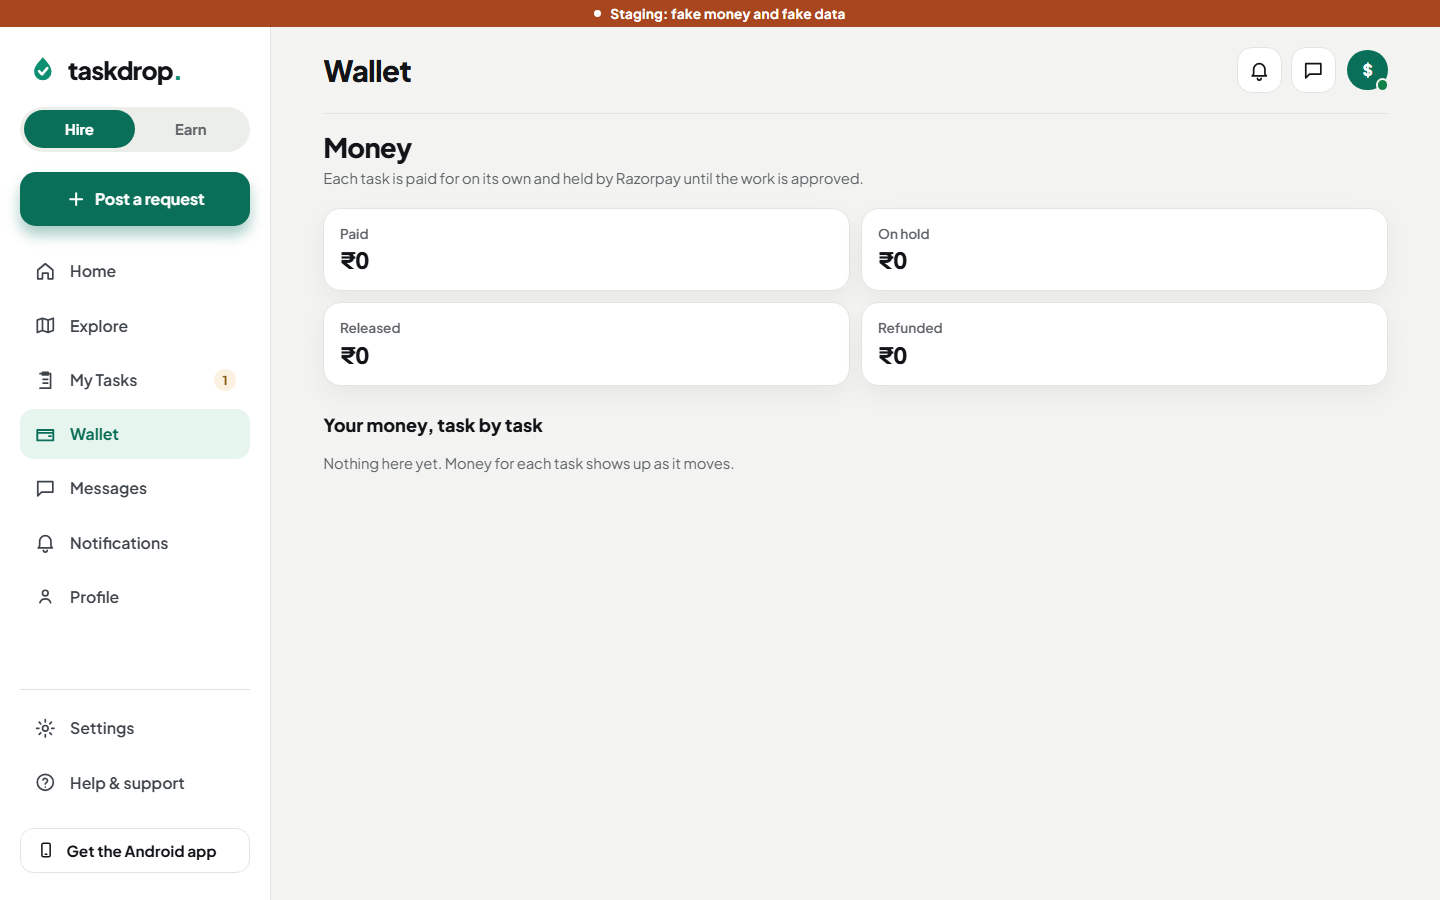 Staging: fake money and fake data
taskdrop.
Hire
Earn
Post a request
Home
Explore
My Tasks
1
Wallet
Messages
Notifications
Profile
Settings
Help & support
Get the Android app
Wallet
$
Money
Each task is paid for on its own and held by Razorpay until the work is approved.
Paid
₹0
On hold
₹0
Released
₹0
Refunded
₹0
Your money, task by task
Nothing here yet. Money for each task shows up as it moves.